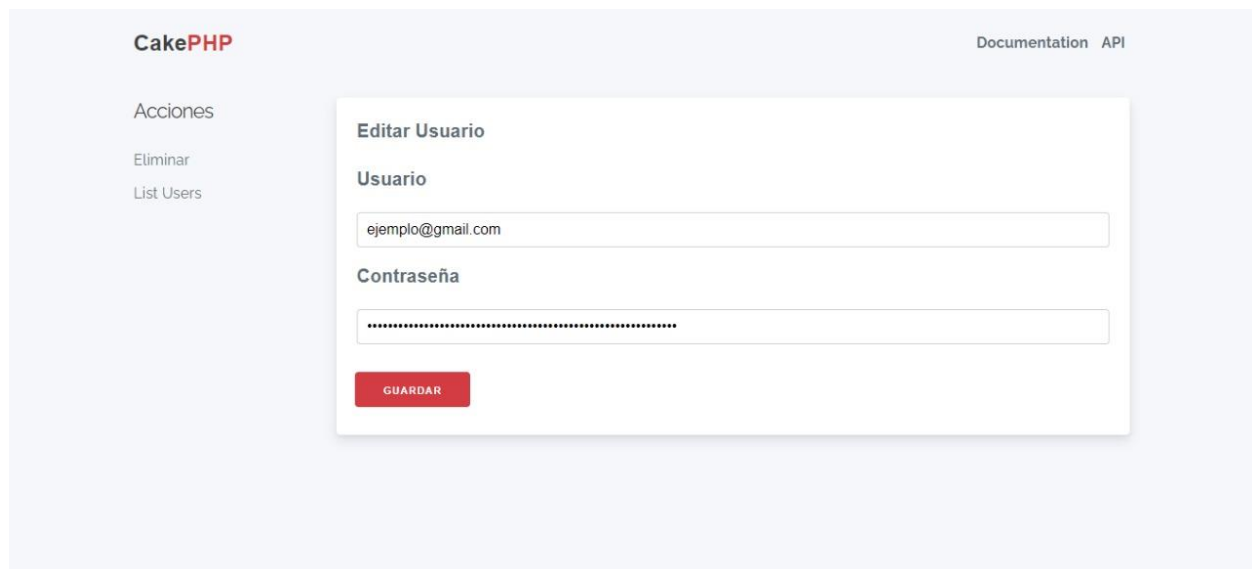 CakePHP
Documentation API
Acciones
Eliminar
List Users
Editar Usuario
Usuario
ejemplo@gmail.com
Contraseña
••••••••••••••••••••••••••••••••••••••••••••••••••••••••••••
GUARDAR